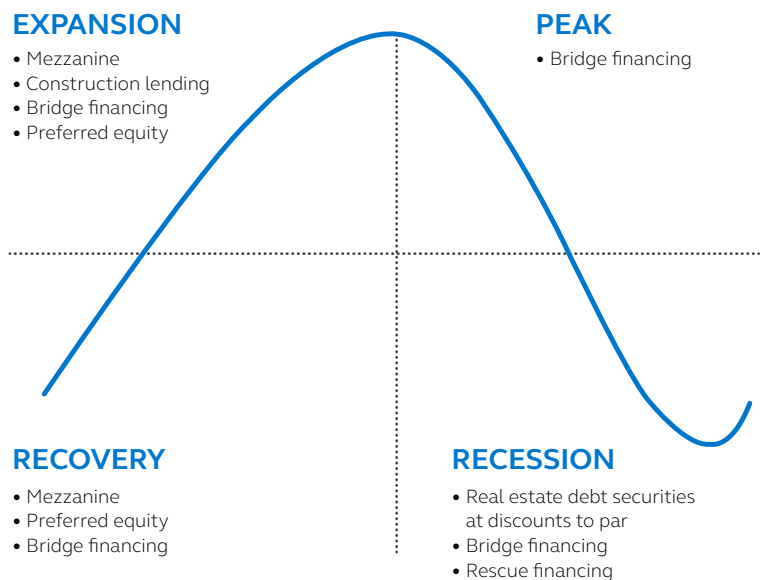 EXPANSION
• Mezzanine
• Construction lending
• Bridge financing
• Preferred equity
PEAK
• Bridge financing
RECOVERY
• Mezzanine
• Preferred equity
• Bridge financing
RECESSION
• Real estate debt securities
at discounts to par
• Bridge financing
• Rescue financing